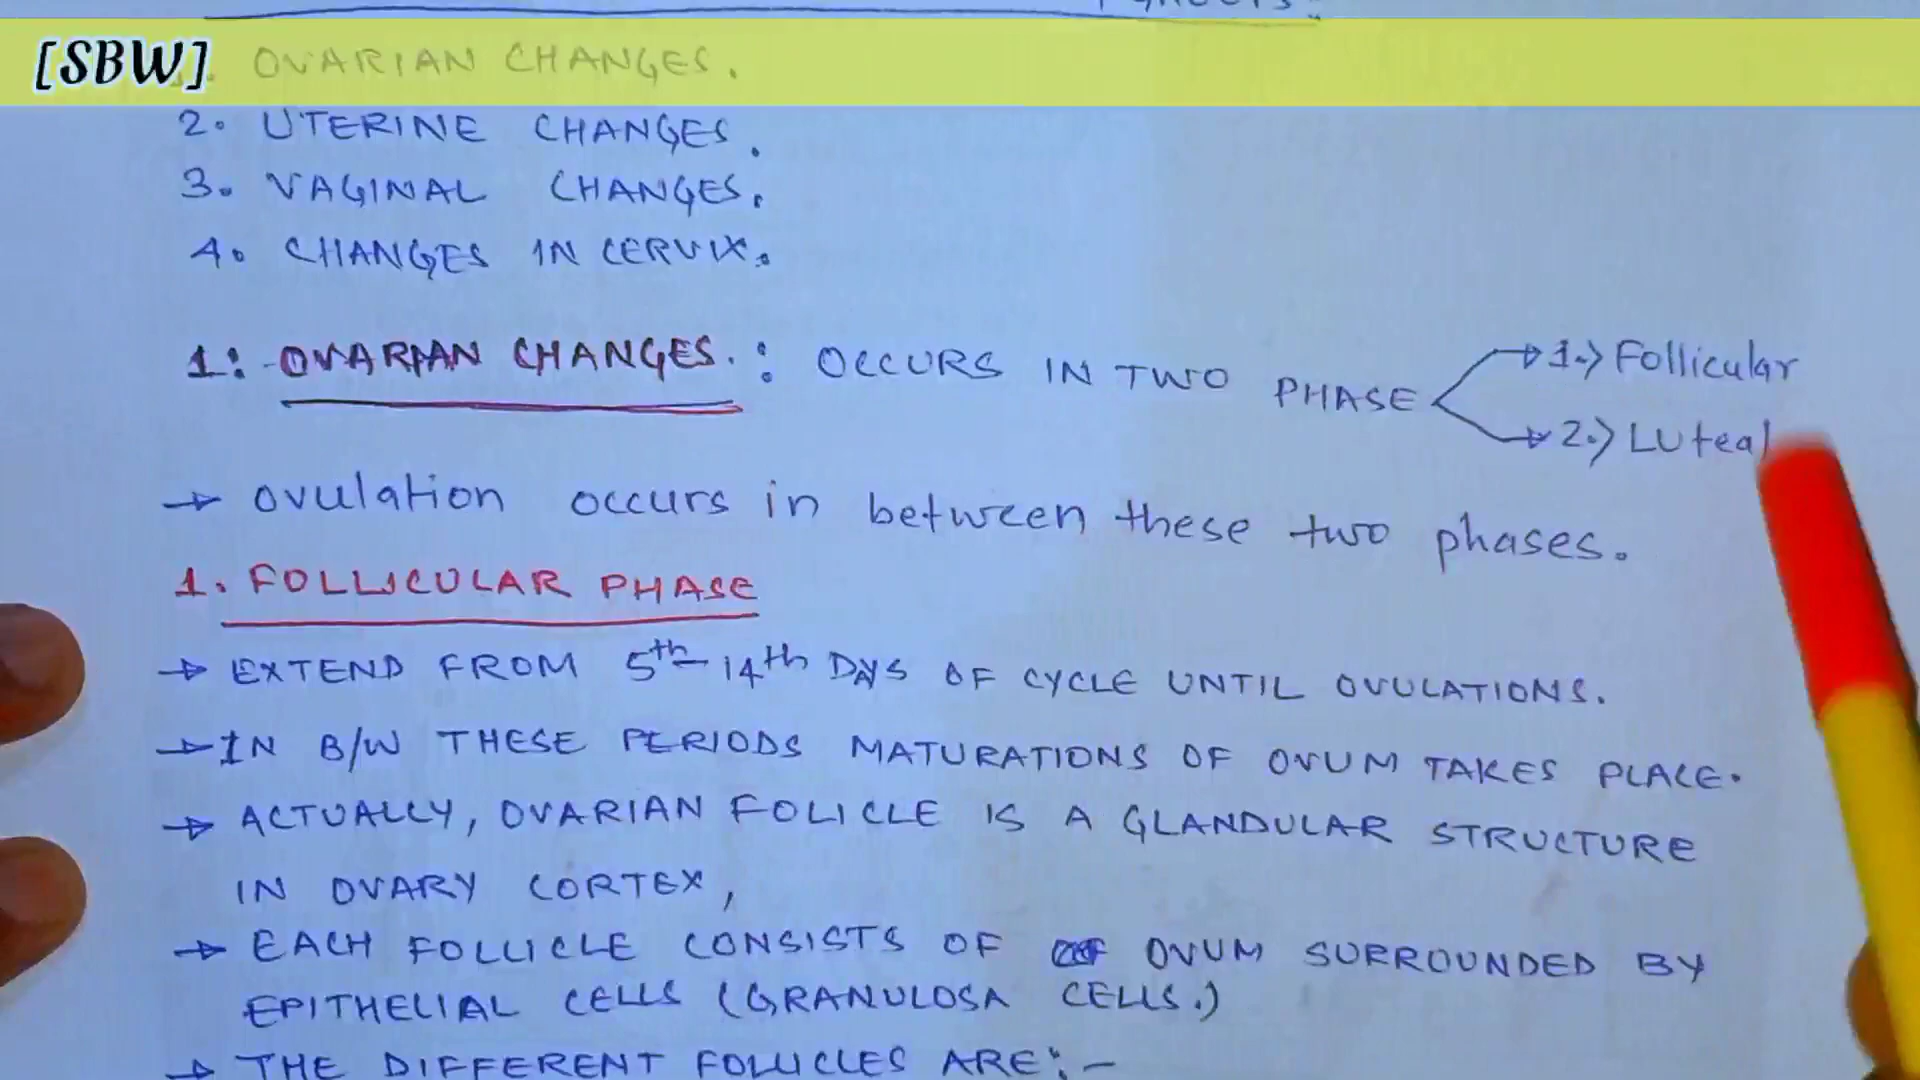 [SBW]. OVARIAN CHANGES.
2. UTERINE CHANGES.
3. VAGINAL CHANGES.
4. CHANGES IN CERVIX.
1: OVARIAN CHANGES. : OCCURS IN TWO PHASE
1.) Follicular
2.) Luteal
→ ovulation occurs in between these two phases.
1. FOLLICULAR PHASE
→ EXTEND FROM 5th-14th DAYS OF CYCLE UNTIL OVULATIONS.
→ IN B/W THESE PERIODS MATURATIONS OF OVUM TAKES PLACE.
→ ACTUALLY, OVARIAN FOLICLE IS A GLANDULAR STRUCTURE
IN OVARY CORTEX,
→ EACH FOLLICLE CONSISTS OF OVUM SURROUNDED BY
EPITHELIAL CELLS (GRANULOSA CELLS.)
→ THE DIFFERENT FOLLICLES ARE:-